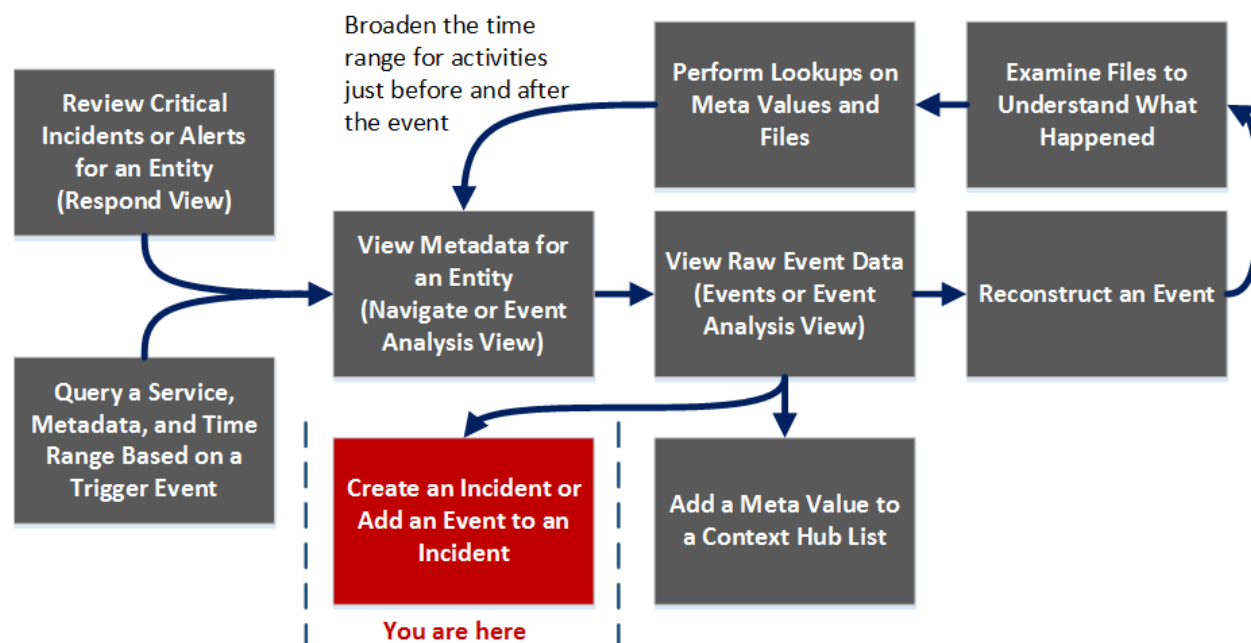 Broaden the time
range for activities
just before and after
the event
Review Critical
Incidents or Alerts
for an Entity
(Respond View)
Perform Lookups on
Meta Values and
Files
Examine Files to
Understand What
Happened
View Metadata for
an Entity
(Navigate or Event
Analysis View)
View Raw Event Data
(Events or Event
Analysis View)
Reconstruct an Event
Query a Service,
Metadata, and Time
Range Based on a
Trigger Event
Create an Incident or
Add an Event to an
Incident
Add a Meta Value to
a Context Hub List
You are here